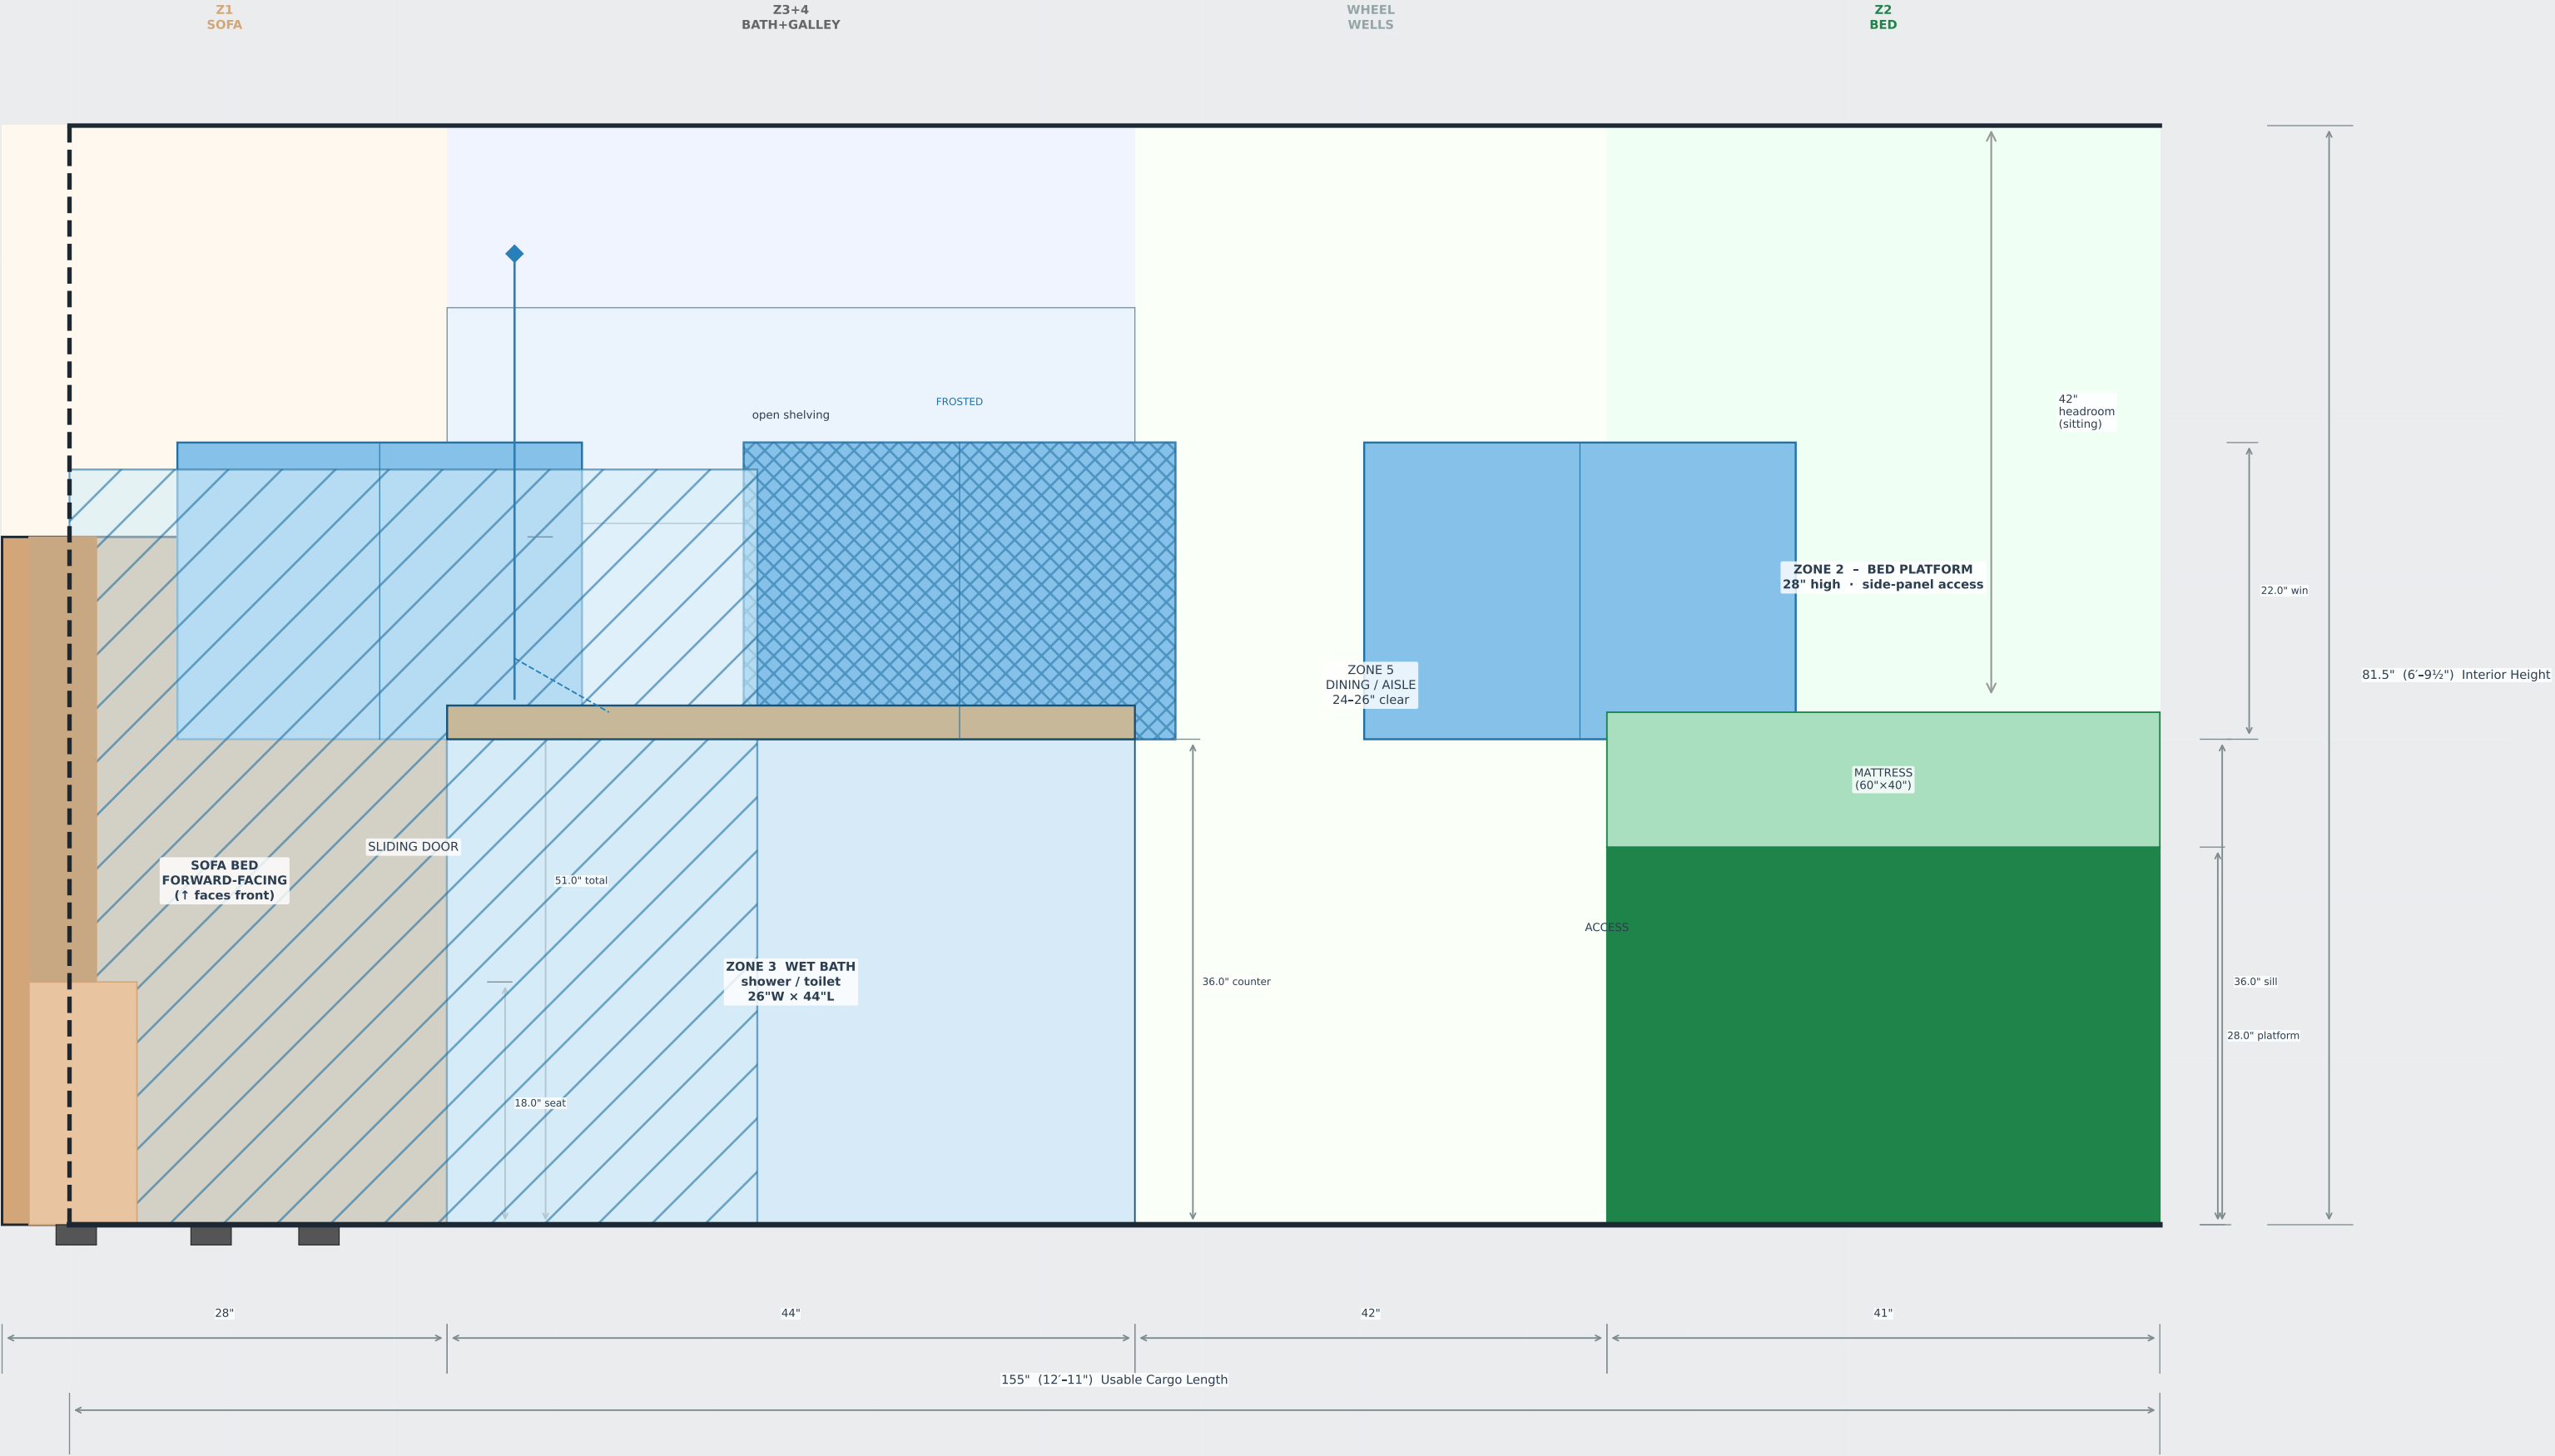 Z1
SOFA
Z3+4
BATH+GALLEY
WHEEL
WELLS
Z2
BED
FROSTED
open shelving
42"
headroom
(sitting)
ZONE 2 – BED PLATFORM
28" high · side-panel access
22.0" win
ZONE 5
DINING / AISLE
24–26" clear
81.5" (6′–9½") Interior Height
MATTRESS
(60"×40")
SLIDING DOOR
SOFA BED
FORWARD-FACING
(↑ faces front)
51.0" total
ACCESS
ZONE 3 WET BATH
shower / toilet
26"W × 44"L
36.0" counter
36.0" sill
28.0" platform
18.0" seat
28"
44"
42"
41"
155" (12′–11") Usable Cargo Length